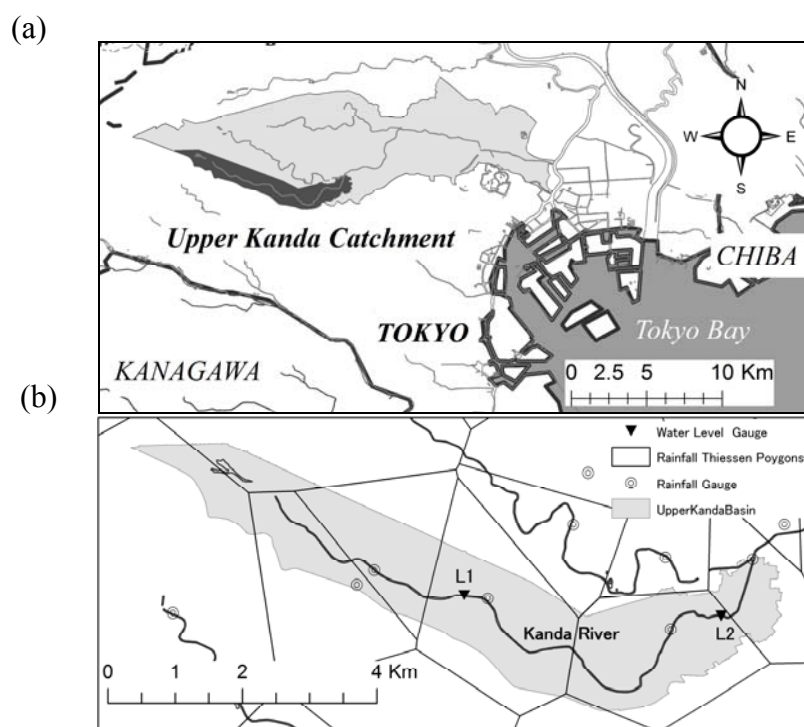 (a)
N
W E
S
Upper Kanda Catchment
CHIBA
TOKYO
Tokyo Bay
KANAGAWA
0 2.5 5 10 Km
(b)
Water Level Gauge
Rainfall Thiessen Poygons
Rainfall Gauge
UpperKandaBasin
L1
Kanda River
L2
0 1 2 4 Km